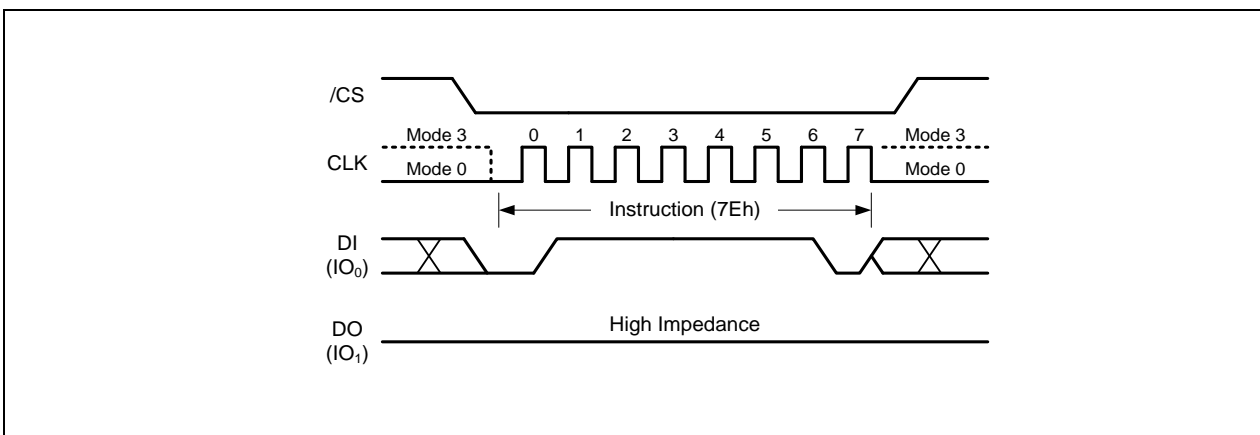 /CS
Mode 3 0 1 2 3 4 5 6 7 Mode 3
CLK
Mode 0 Mode 0
Instruction (7Eh)
DI
(IO₀)
High Impedance
DO
(IO₁)